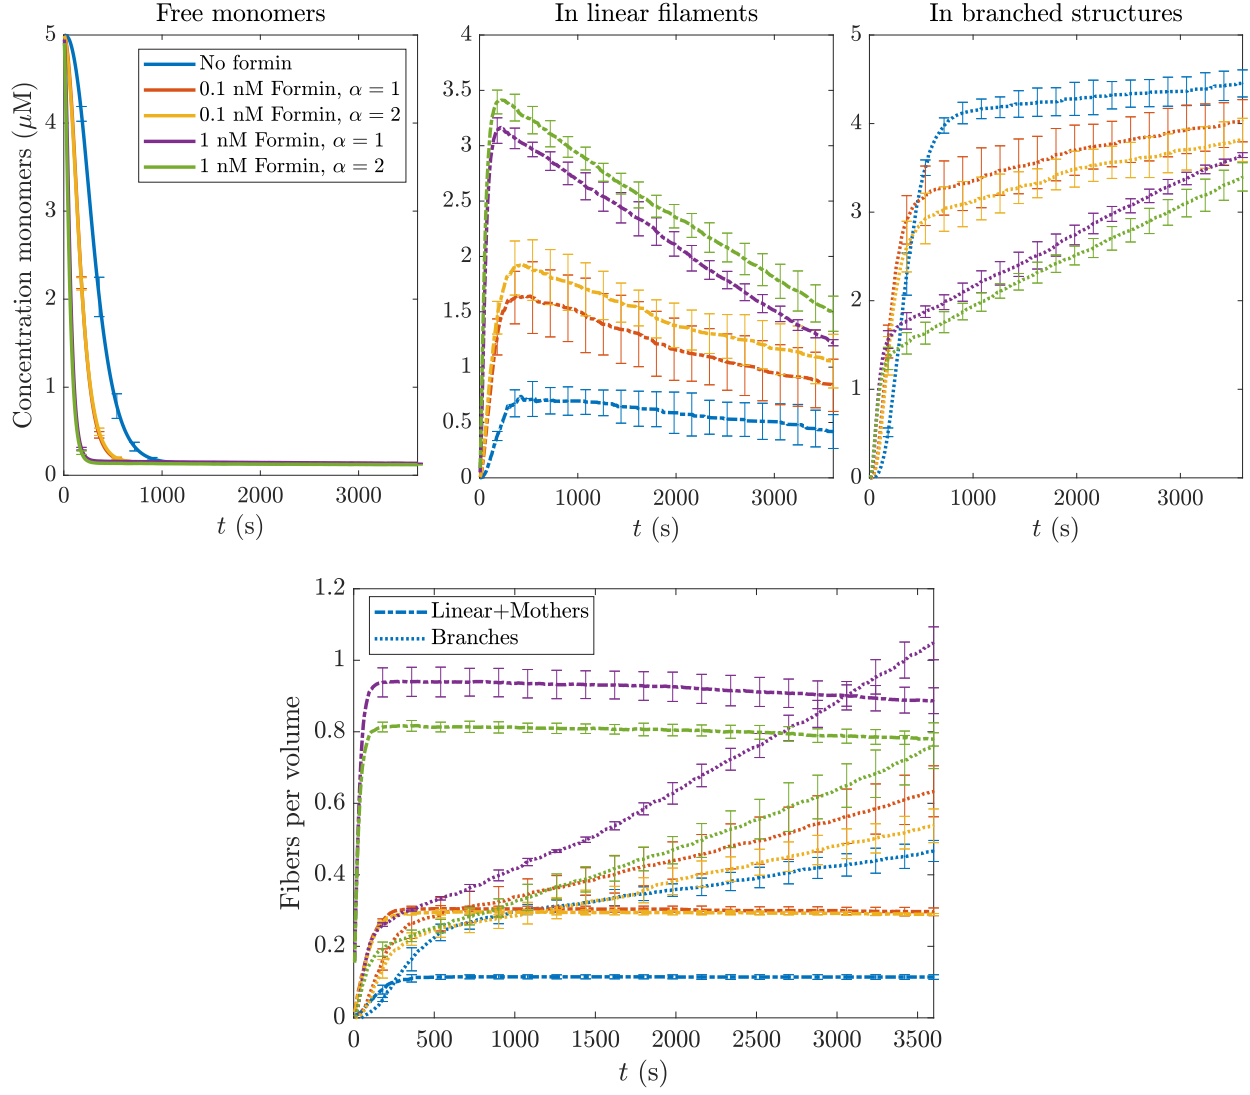 Free monomers
In linear filaments
In branched structures
Concentration monomers (μM)
5
4
3
2
1
0
No formin
0.1 nM Formin, α = 1
0.1 nM Formin, α = 2
1 nM Formin, α = 1
1 nM Formin, α = 2
0 1000 2000 3000
t (s)
4
3.5
3
2.5
2
1.5
1
0.5
0
0 1000 2000 3000
t (s)
5
4
3
2
1
0
0 1000 2000 3000
t (s)
Fibers per volume
1.2
1
0.8
0.6
0.4
0.2
0
Linear+Mothers
Branches
0 500 1000 1500 2000 2500 3000 3500
t (s)